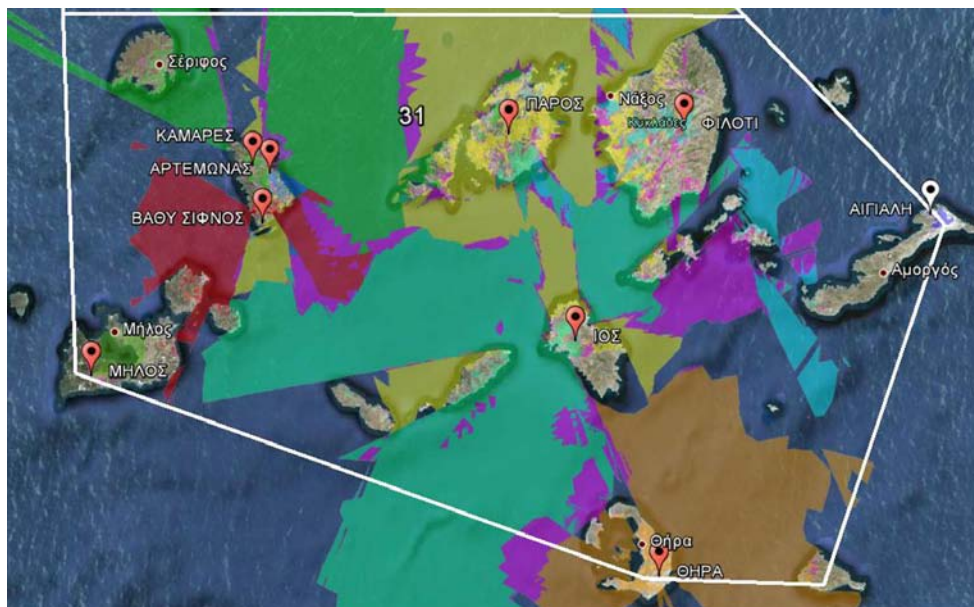 Σέριφος
31
ΠΑΡΟΣ
Νάξος
Κυκλάδες
ΦΙΛΟΤΙ
ΚΑΜΑΡΕΣ
ΑΡΤΕΜΩΝΑΣ
ΒΑΘΥ ΣΙΦΝΟΣ
ΑΙΓΙΑΛΗ
Αμοργός
Μήλος
ΙΟΣ
ΜΗΛΟΣ
Θήρα
ΘΗΡΑ